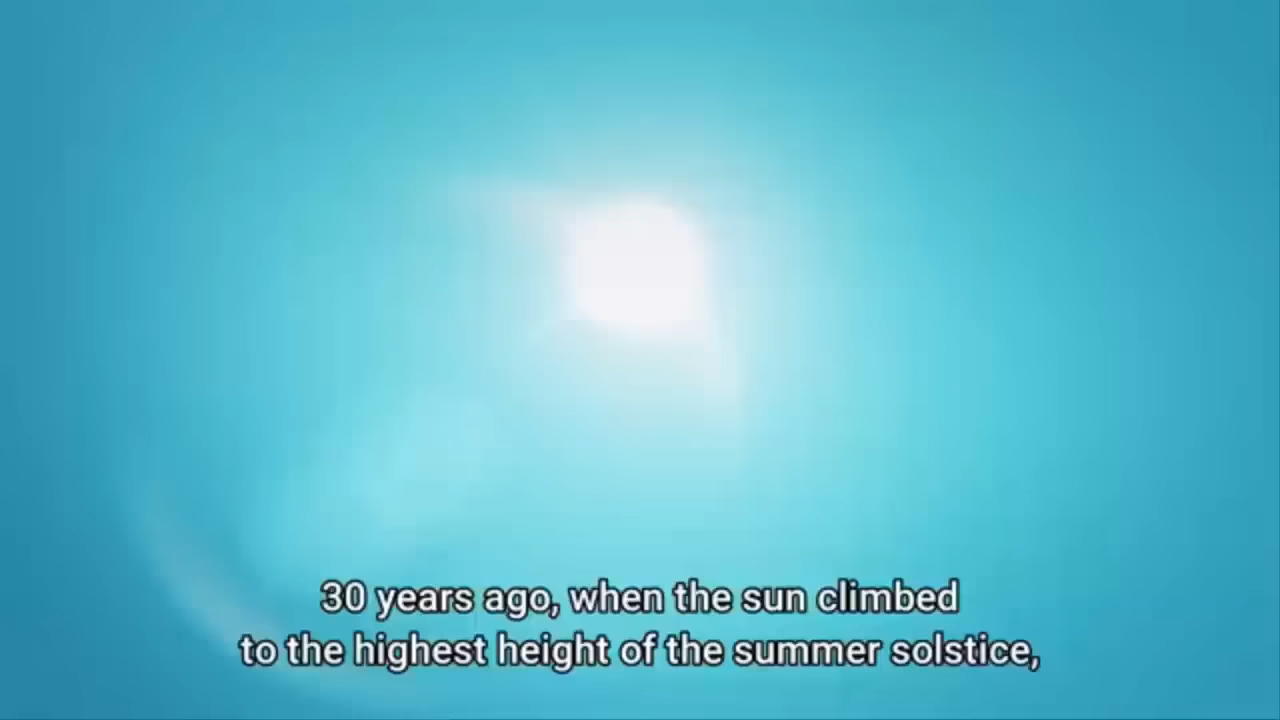 30 years ago, when the sun climbed
to the highest height of the summer solstice,